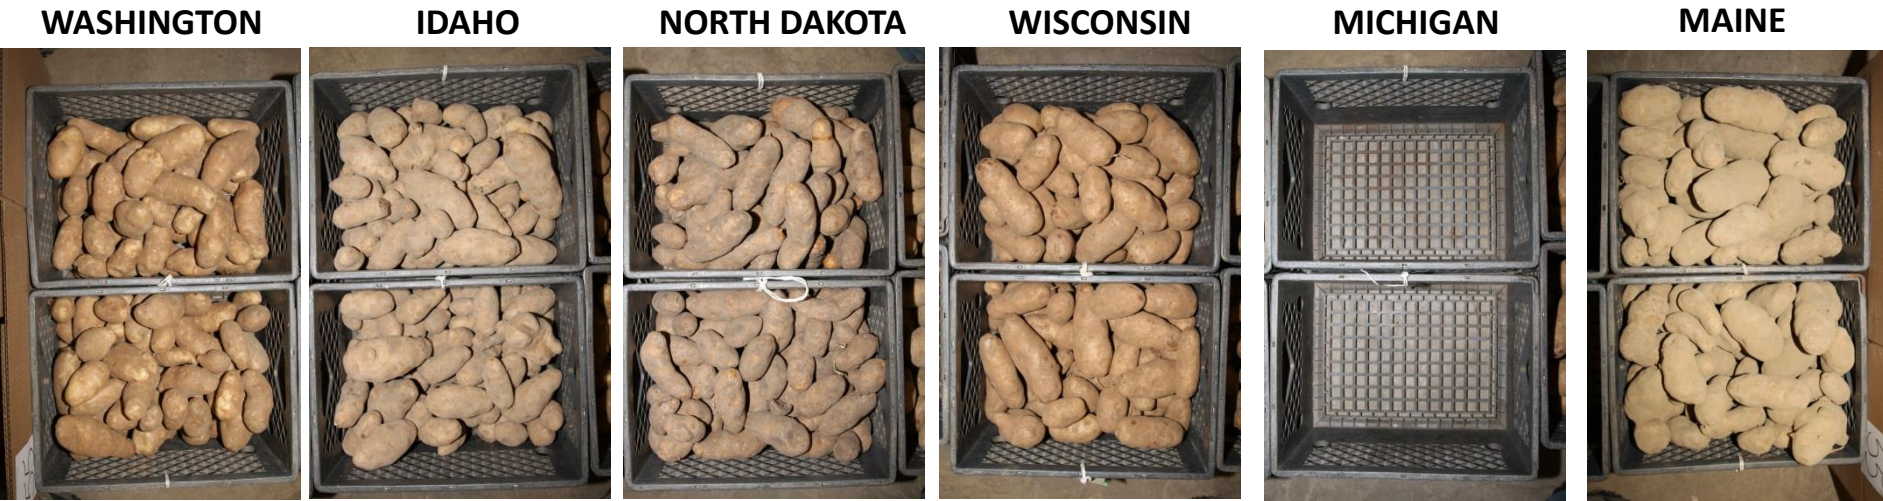 WASHINGTON
IDAHO
NORTH DAKOTA
WISCONSIN
MICHIGAN
MAINE